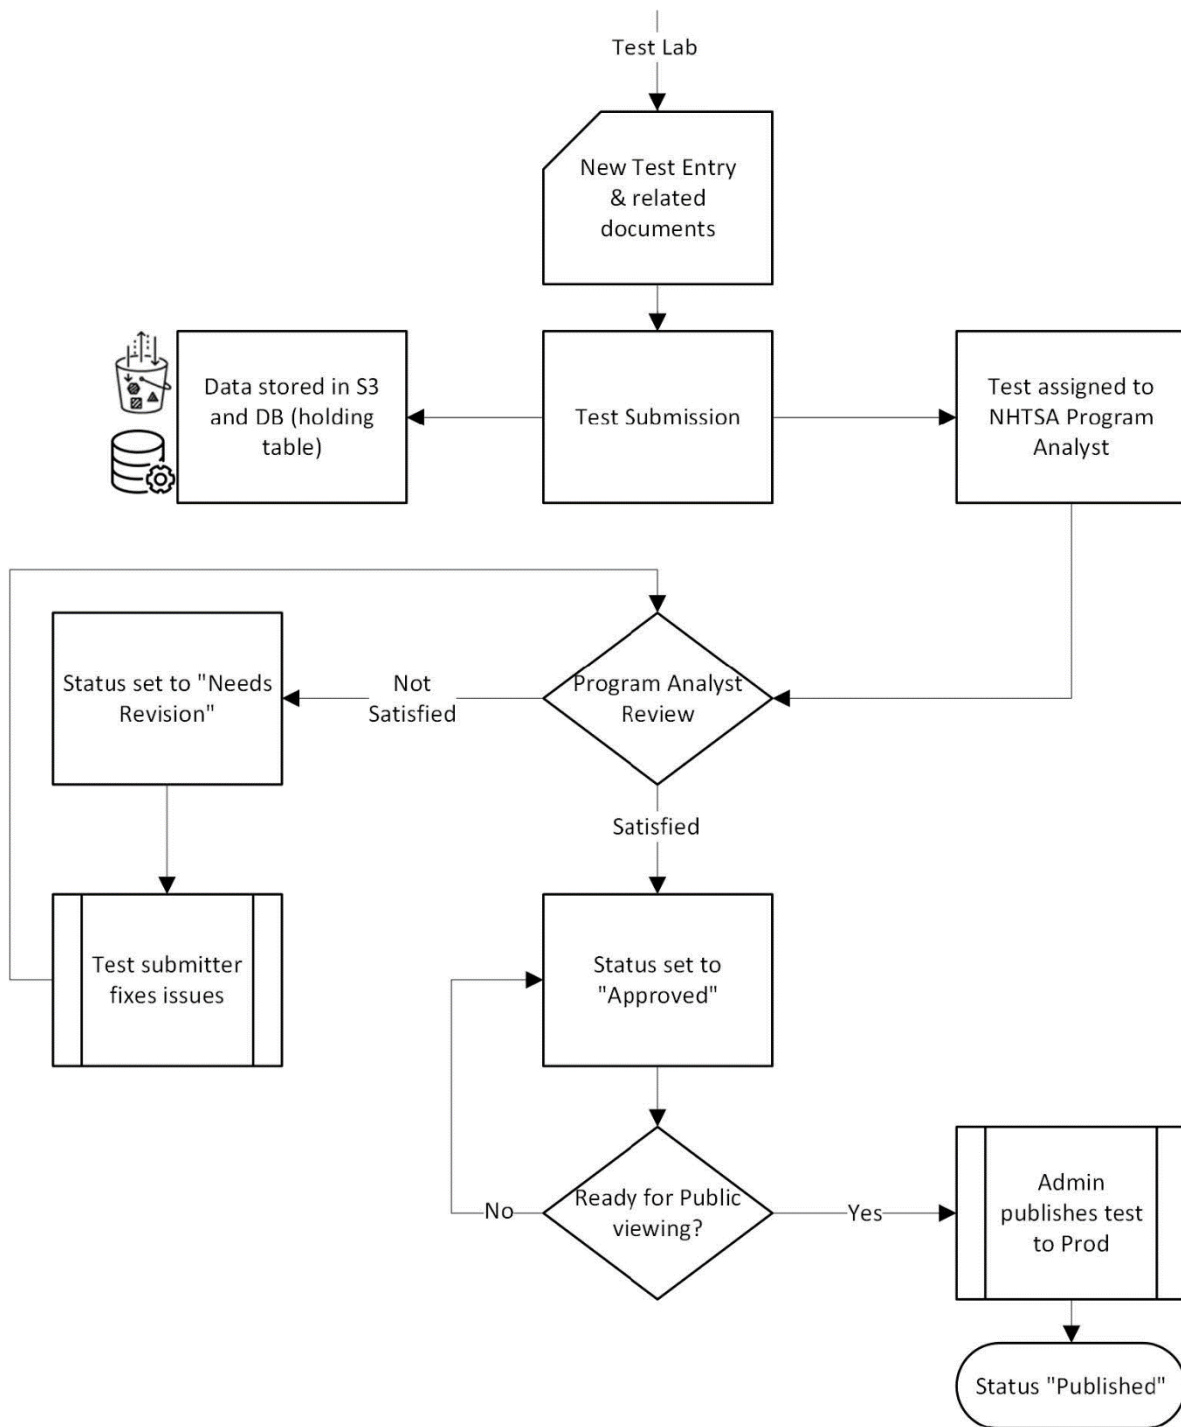 Test Lab
New Test Entry
& related
documents
Data stored in S3
and DB (holding
table)
Test Submission
Test assigned to
NHTSA Program
Analyst
Status set to "Needs
Revision"
Not
Satisfied
Program Analyst
Review
Satisfied
Test submitter
fixes issues
Status set to
"Approved"
No
Ready for Public
viewing?
Yes
Admin
publishes test
to Prod
Status "Published"